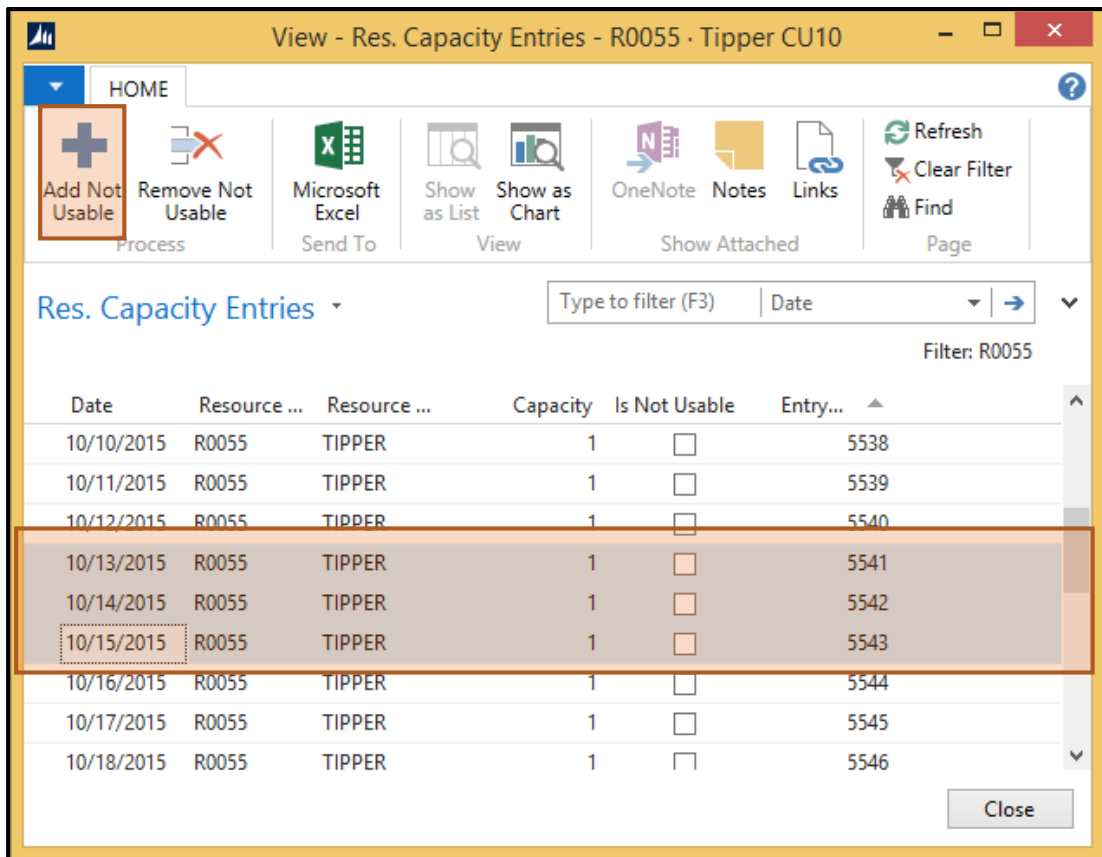 View - Res. Capacity Entries - R0055 · Tipper CU10
HOME
Add Not Usable
Remove Not Usable
Process
Microsoft Excel
Send To
Show as List
Show as Chart
View
OneNote
Notes
Links
Show Attached
Refresh
Clear Filter
Find
Page
Res. Capacity Entries
Type to filter (F3) Date
Filter: R0055
Date Resource ... Resource ... Capacity Is Not Usable Entry...
10/10/2015 R0055 TIPPER 1 5538
10/11/2015 R0055 TIPPER 1 5539
10/12/2015 R0055 TIPPER 1 5540
10/13/2015 R0055 TIPPER 1 5541
10/14/2015 R0055 TIPPER 1 5542
10/15/2015 R0055 TIPPER 1 5543
10/16/2015 R0055 TIPPER 1 5544
10/17/2015 R0055 TIPPER 1 5545
10/18/2015 R0055 TIPPER 1 5546
Close